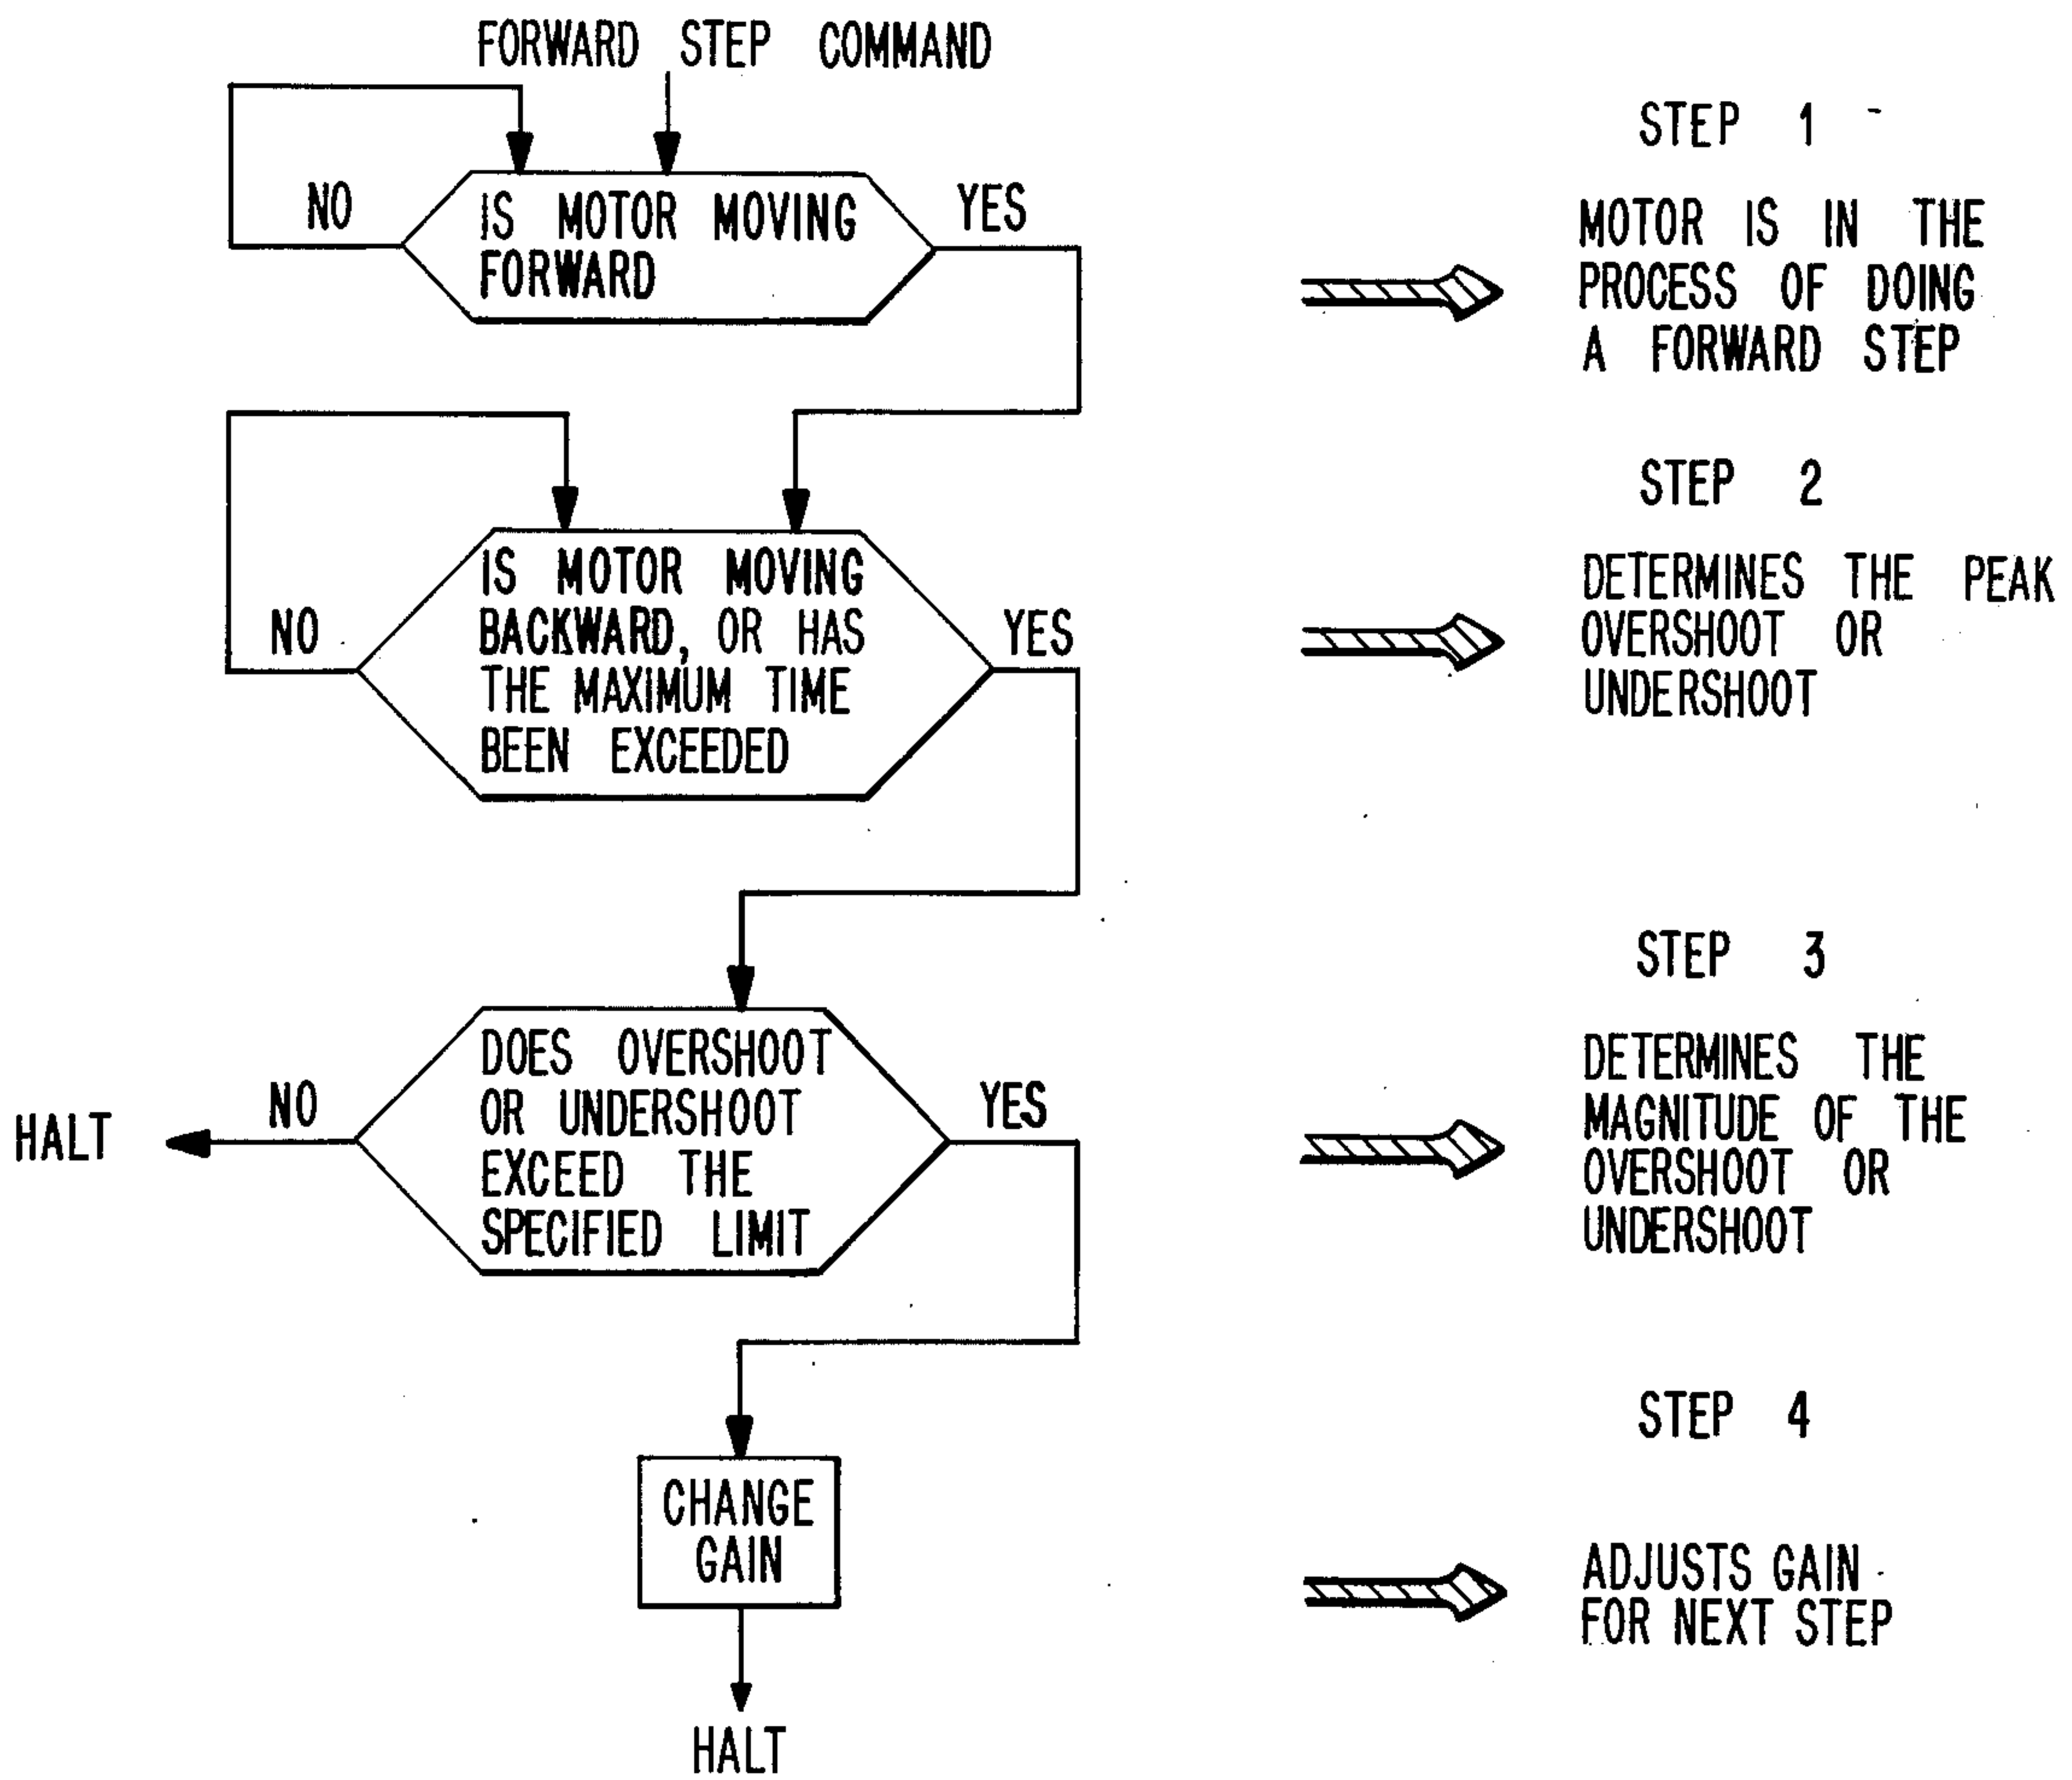 FORWARD STEP COMMAND
NO
IS MOTOR MOVING
FORWARD
YES
STEP 1
MOTOR IS IN THE
PROCESS OF DOING
A FORWARD STEP
NO
IS MOTOR MOVING
BACKWARD, OR HAS
THE MAXIMUM TIME
BEEN EXCEEDED
YES
STEP 2
DETERMINES THE PEAK
OVERSHOOT OR
UNDERSHOOT
HALT
NO
DOES OVERSHOOT
OR UNDERSHOOT
EXCEED THE
SPECIFIED LIMIT
YES
STEP 3
DETERMINES THE
MAGNITUDE OF THE
OVERSHOOT OR
UNDERSHOOT
CHANGE
GAIN
STEP 4
ADJUSTS GAIN
FOR NEXT STEP
HALT